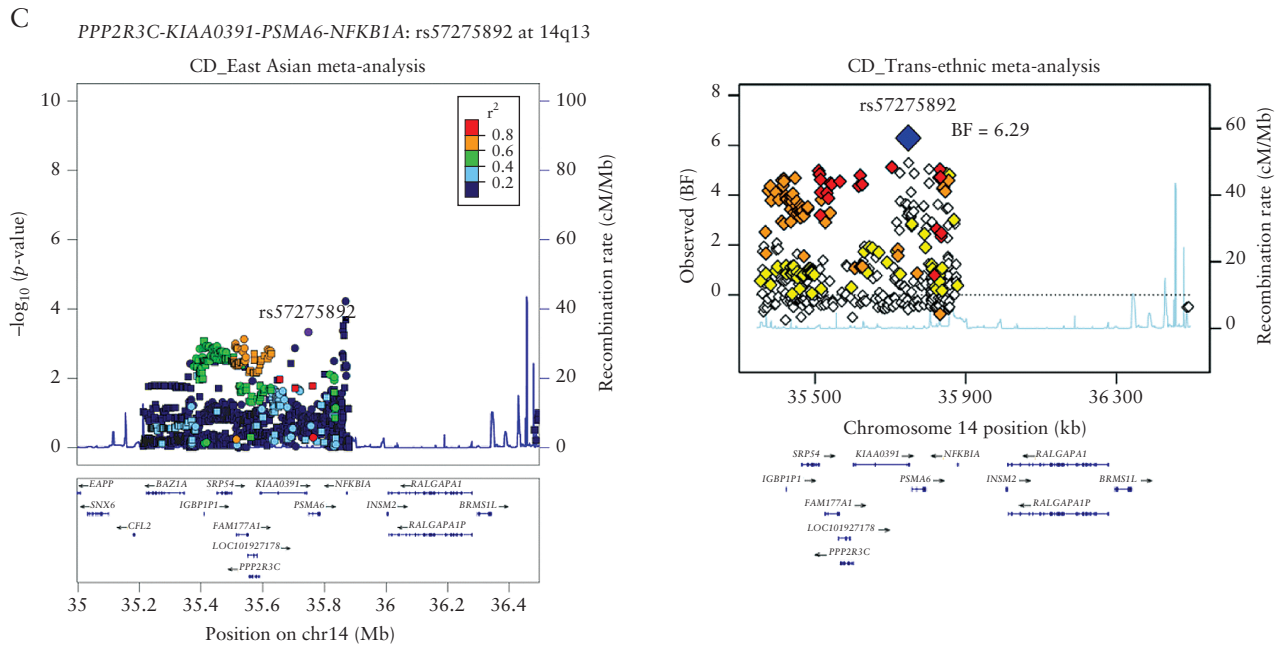 C
PPP2R3C-KIAA0391-PSMA6-NFKB1A: rs57275892 at 14q13
CD_East Asian meta-analysis
10
8
6
4
2
0
−log10 (p-value)
r2
0.8
0.6
0.4
0.2
rs57275892
100
80
60
40
20
0
Recombination rate (cM/Mb)
EAPP
BAZ1A
SRP54
KIAA0391
NFKBIA
RALGAPA1
SNX6
IGBP1P1
PSMA6
INSM2
BRMS1L
CFL2
FAM177A1
RALGAPA1P
LOC101927178
PPP2R3C
35
35.2
35.4
35.6
35.8
36
36.2
36.4
Position on chr14 (Mb)
CD_Trans-ethnic meta-analysis
8
6
4
2
0
Observed (BF)
rs57275892
BF = 6.29
60
40
20
0
Recombination rate (cM/Mb)
35 500
35 900
36 300
Chromosome 14 position (kb)
SRP54
KIAA0391
NFKBIA
RALGAPA1
IGBP1P1
PSMA6
INSM2
BRMS1L
FAM177A1
RALGAPA1P
LOC101927178
PPP2R3C